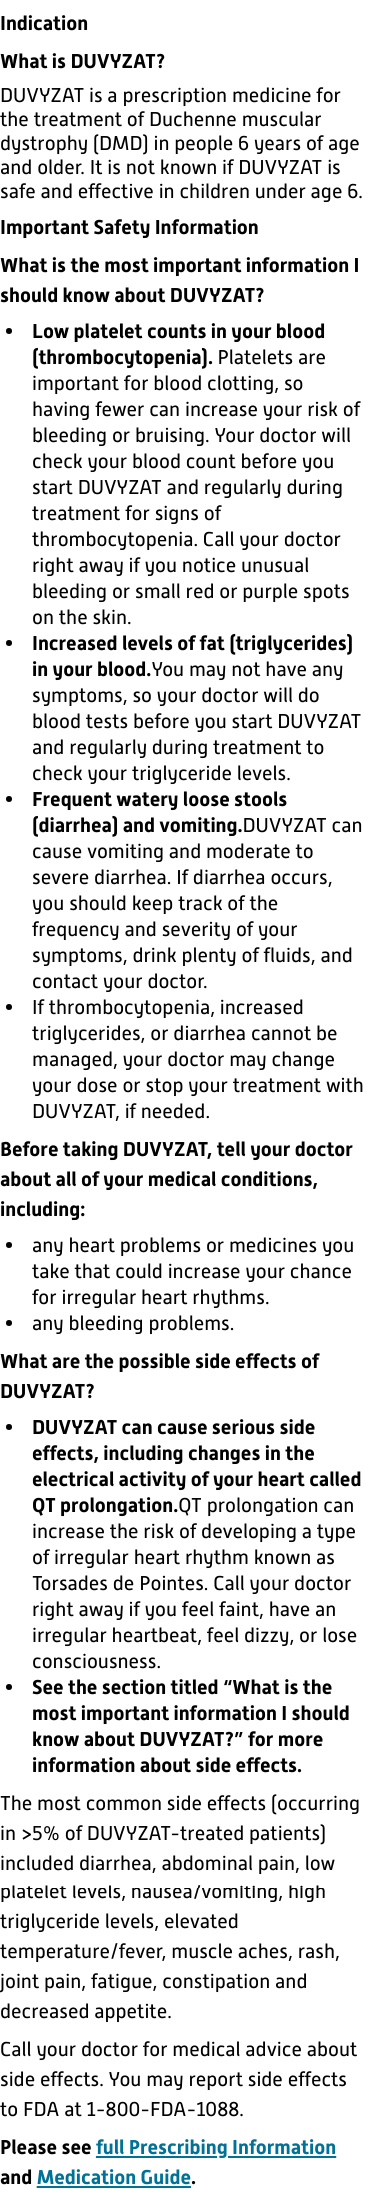 Indication
What is DUVYZAT?
DUVYZAT is a prescription medicine for
the treatment of Duchenne muscular
dystrophy (DMD) in people 6 years of age
and older. It is not known if DUVYZAT is
safe and effective in children under age 6.
Important Safety Information
What is the most important information I
should know about DUVYZAT?
• Low platelet counts in your blood
(thrombocytopenia). Platelets are
important for blood clotting, so
having fewer can increase your risk of
bleeding or bruising. Your doctor will
check your blood count before you
start DUVYZAT and regularly during
treatment for signs of
thrombocytopenia. Call your doctor
right away if you notice unusual
bleeding or small red or purple spots
on the skin.
• Increased levels of fat (triglycerides)
in your blood.You may not have any
symptoms, so your doctor will do
blood tests before you start DUVYZAT
and regularly during treatment to
check your triglyceride levels.
• Frequent watery loose stools
(diarrhea) and vomiting.DUVYZAT can
cause vomiting and moderate to
severe diarrhea. If diarrhea occurs,
you should keep track of the
frequency and severity of your
symptoms, drink plenty of fluids, and
contact your doctor.
• If thrombocytopenia, increased
triglycerides, or diarrhea cannot be
managed, your doctor may change
your dose or stop your treatment with
DUVYZAT, if needed.
Before taking DUVYZAT, tell your doctor
about all of your medical conditions,
including:
• any heart problems or medicines you
take that could increase your chance
for irregular heart rhythms.
• any bleeding problems.
What are the possible side effects of
DUVYZAT?
• DUVYZAT can cause serious side
effects, including changes in the
electrical activity of your heart called
QT prolongation.QT prolongation can
increase the risk of developing a type
of irregular heart rhythm known as
Torsades de Pointes. Call your doctor
right away if you feel faint, have an
irregular heartbeat, feel dizzy, or lose
consciousness.
• See the section titled “What is the
most important information I should
know about DUVYZAT?” for more
information about side effects.
The most common side effects (occurring
in >5% of DUVYZAT-treated patients)
included diarrhea, abdominal pain, low
platelet levels, nausea/vomiting, high
triglyceride levels, elevated
temperature/fever, muscle aches, rash,
joint pain, fatigue, constipation and
decreased appetite.
Call your doctor for medical advice about
side effects. You may report side effects
to FDA at 1-800-FDA-1088.
Please see full Prescribing Information
and Medication Guide.